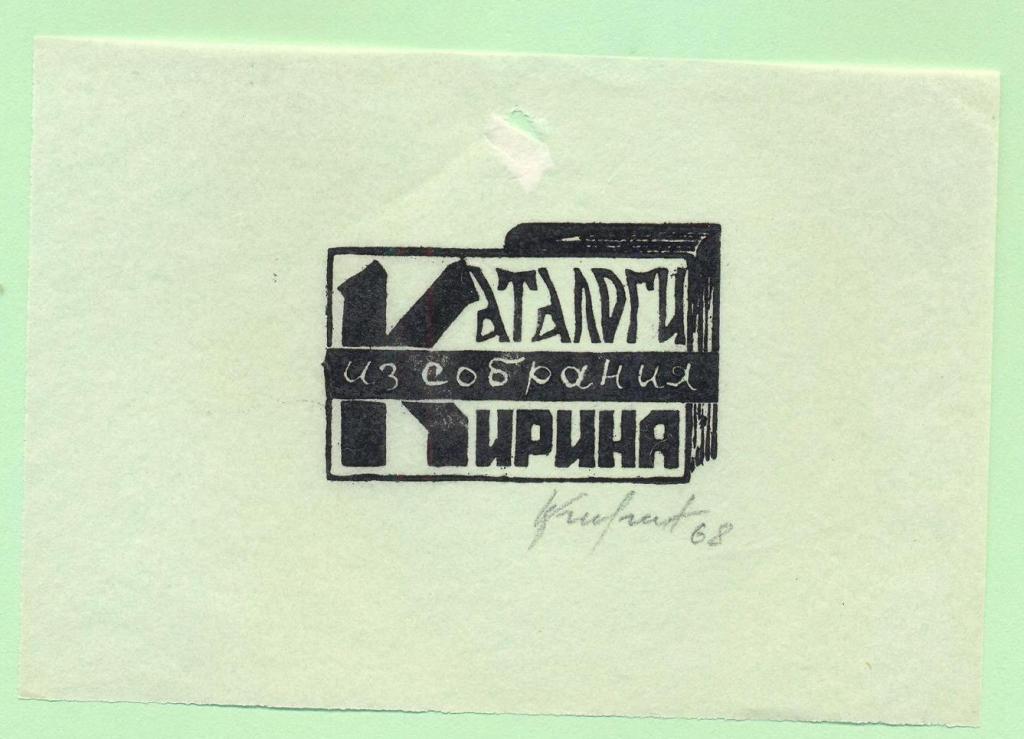 Каталоги
из собрания
Кирина
68